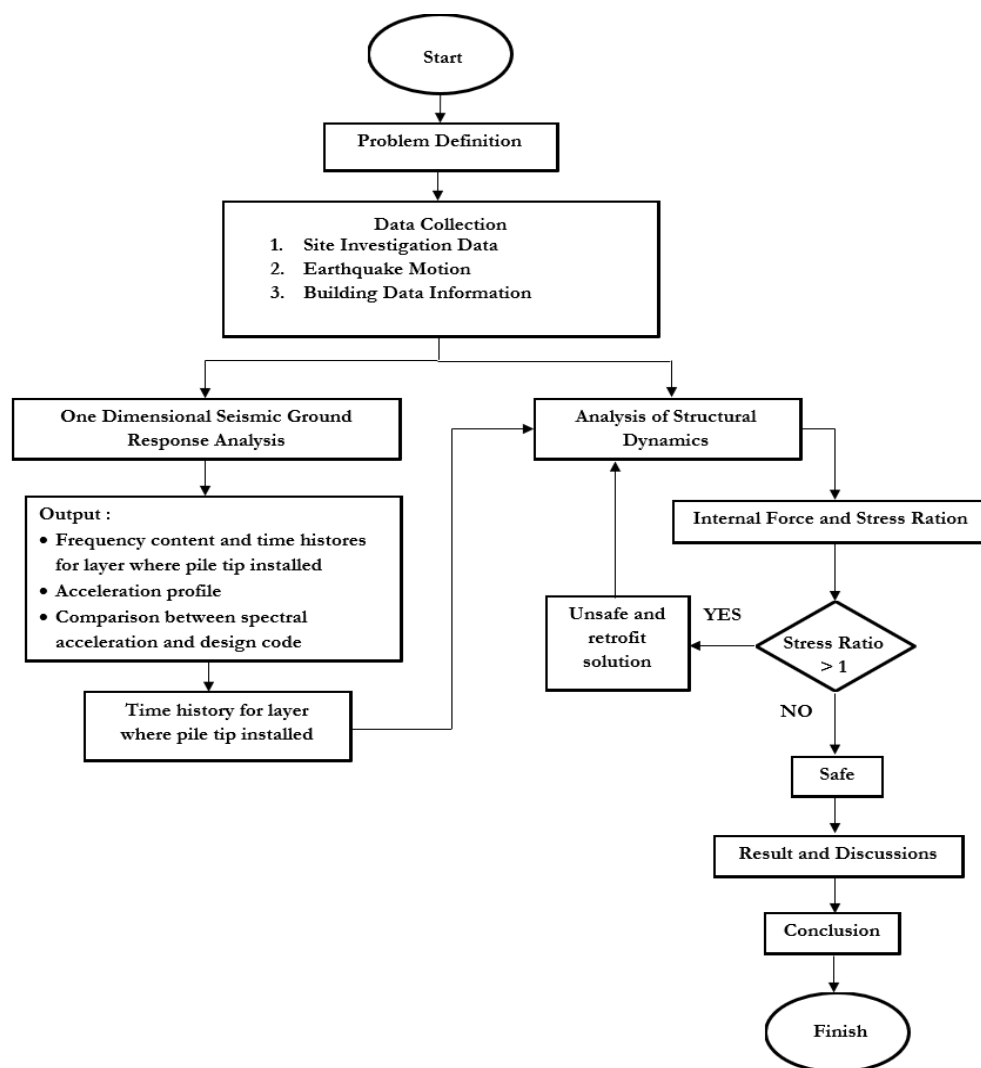 Start
Problem Definition
Data Collection
1. Site Investigation Data
2. Earthquake Motion
3. Building Data Information
One Dimensional Seismic Ground
Response Analysis
Output :
• Frequency content and time histores
for layer where pile tip installed
• Acceleration profile
• Comparison between spectral
acceleration and design code
Time history for layer
where pile tip installed
Analysis of Structural
Dynamics
Internal Force and Stress Ration
Stress Ratio
> 1
YES
Unsafe and
retrofit
solution
NO
Safe
Result and Discussions
Conclusion
Finish